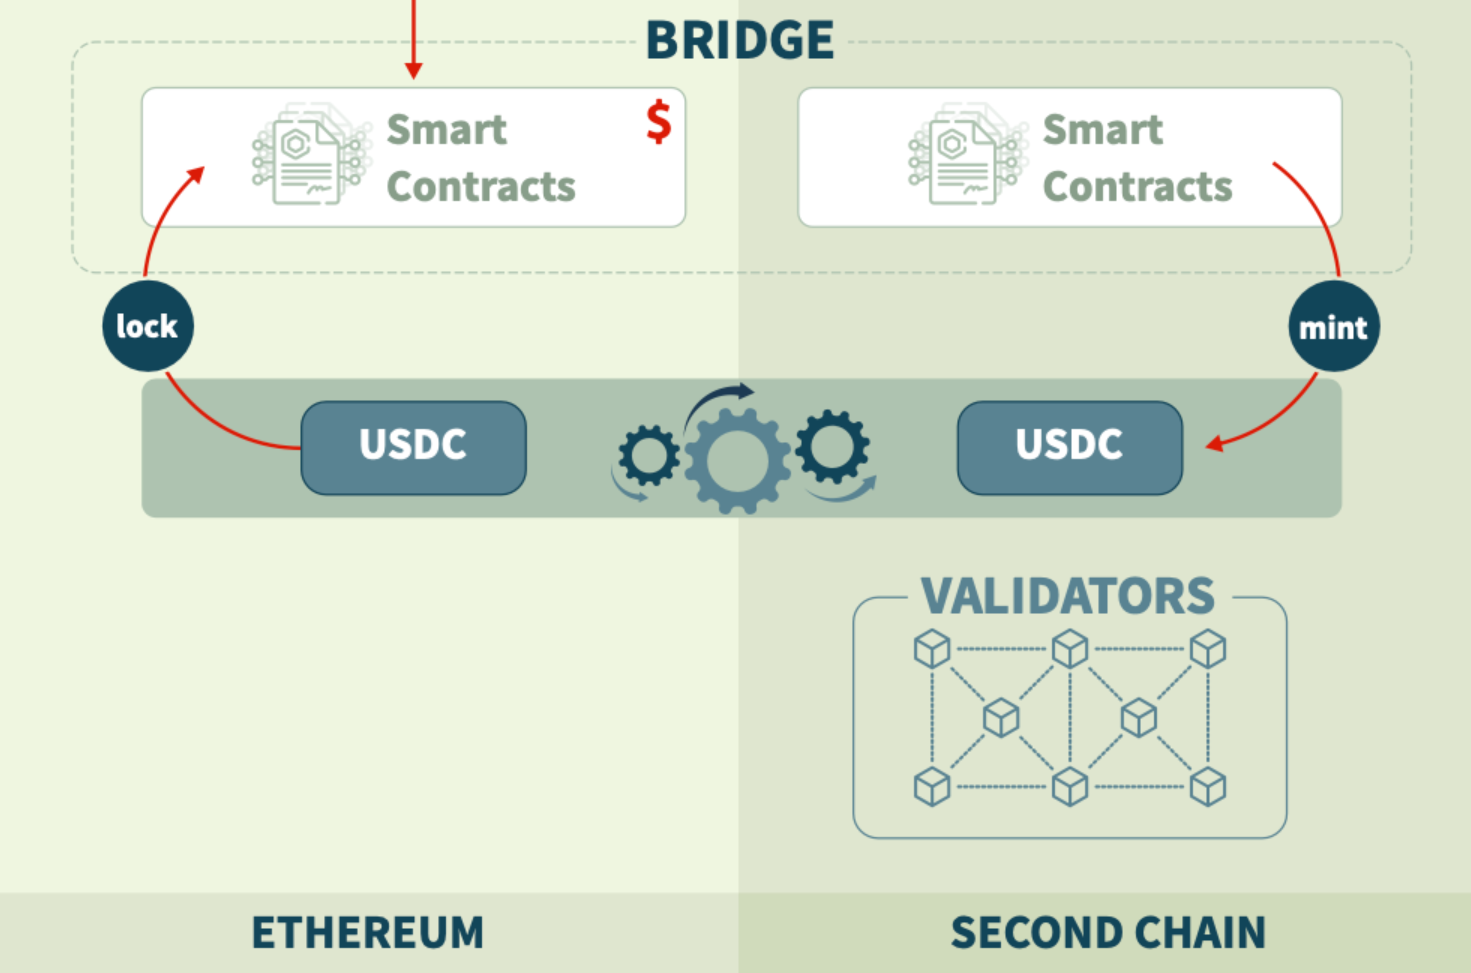 BRIDGE
Smart
Contracts
$
Smart
Contracts
lock
mint
USDC
USDC
VALIDATORS
ETHEREUM
SECOND CHAIN